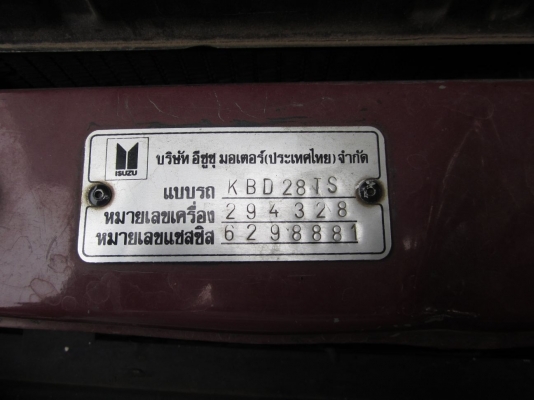 ISUZU
บริษัท อีซูซุ มอเตอร์(ประเทศไทย)จำกัด
แบบรถ KBD28TS
หมายเลขเครื่อง 294328
หมายเลขแชสซิส 6298881